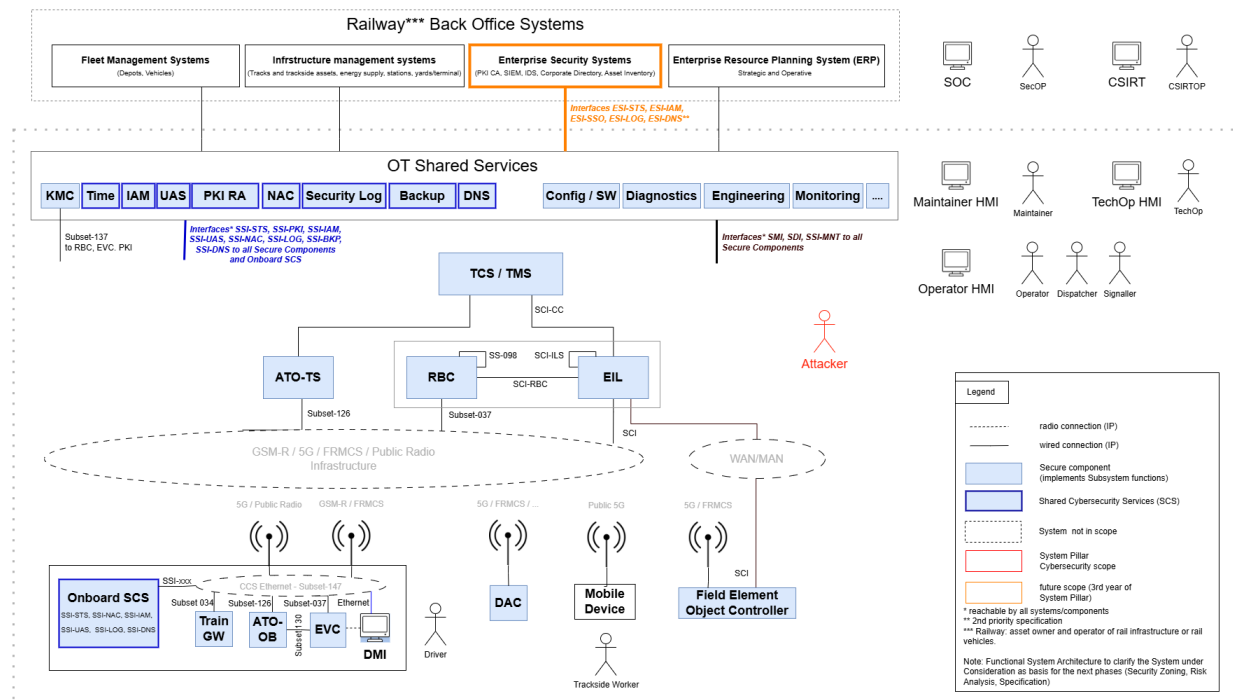 Railway*** Back Office Systems
Fleet Management Systems
(Depots, Vehicles)
Infrstructure management systems
(Tracks and trackside assets, energy supply, stations, yards/terminal)
Enterprise Security Systems
(PKI CA, SIEM, IDS, Corporate Directory, Asset Inventory)
Enterprise Resource Planning System (ERP)
Strategic and Operative
SOC
SecOP
CSIRT
CSIRTOP
Interfaces ESI-STS, ESI-IAM,
ESI-SSO, ESI-LOG, ESI-DNS**
OT Shared Services
KMC
Time
IAM
UAS
PKI RA
NAC
Security Log
Backup
DNS
Config / SW
Diagnostics
Engineering
Monitoring
....
Maintainer HMI
Maintainer
TechOp HMI
TechOp
Subset-137
to RBC, EVC. PKI
Interfaces* SSI-STS, SSI-PKI, SSI-IAM,
SSI-UAS, SSI-NAC, SSI-LOG, SSI-BKP,
SSI-DNS to all Secure Components
and Onboard SCS
Interfaces* SMI, SDI, SSI-MNT to all
Secure Components
Operator HMI
Operator
Dispatcher
Signaller
TCS / TMS
SCI-CC
Attacker
ATO-TS
RBC
SS-098
SCI-ILS
SCI-RBC
EIL
Subset-126
Subset-037
SCI
GSM-R / 5G / FRMCS / Public Radio
Infrastructure
WAN/MAN
5G / Public Radio
GSM-R / FRMCS
5G / FRMCS / ...
Public 5G
5G / FRMCS
SCI
CCS Ethernet - Subset-147
SSI-xxx
Onboard SCS
SSI-STS, SSI-NAC, SSI-IAM,
SSI-UAS, SSI-LOG, SSI-DNS
Subset 034
Subset-126
Subset-037
Ethernet
Train
GW
ATO-
OB
Subset 130
EVC
DMI
Driver
DAC
Mobile
Device
Trackside Worker
Field Element
Object Controller
Legend
radio connection (IP)
wired connection (IP)
Secure component
(implements Subsystem functions)
Shared Cybersecurity Services (SCS)
System not in scope
System Pillar
Cybersecurity scope
future scope (3rd year of
System Pillar)
* reachable by all systems/components
** 2nd priority specification
*** Railway: asset owner and operator of rail infrastructure or rail
vehicles.
Note: Functional System Architecture to clarify the System under
Consideration as basis for the next phases (Security Zoning, Risk
Analysis, Specification)